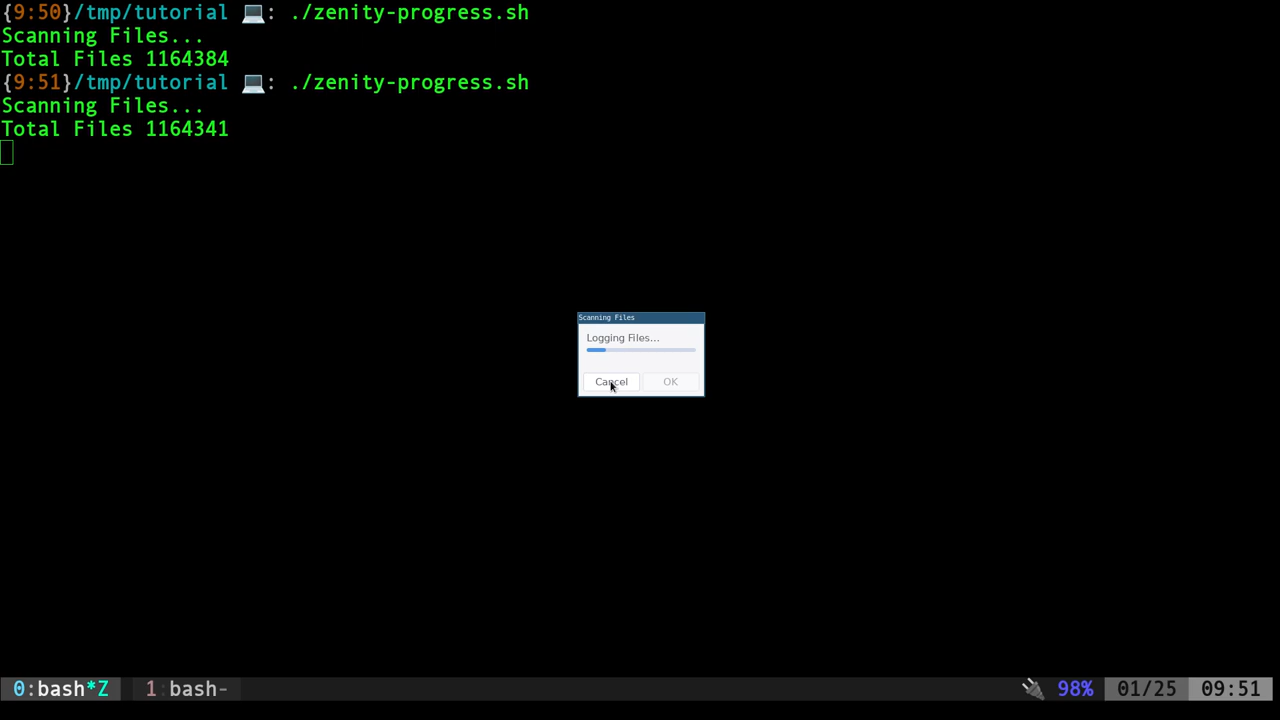 {9:50}/tmp/tutorial 💻: ./zenity-progress.sh
Scanning Files...
Total Files 1164384
{9:51}/tmp/tutorial 💻: ./zenity-progress.sh
Scanning Files...
Total Files 1164341
Scanning Files
Logging Files...
Cancel OK
0:bash*Z 1:bash- 🔌 98% 01/25 09:51